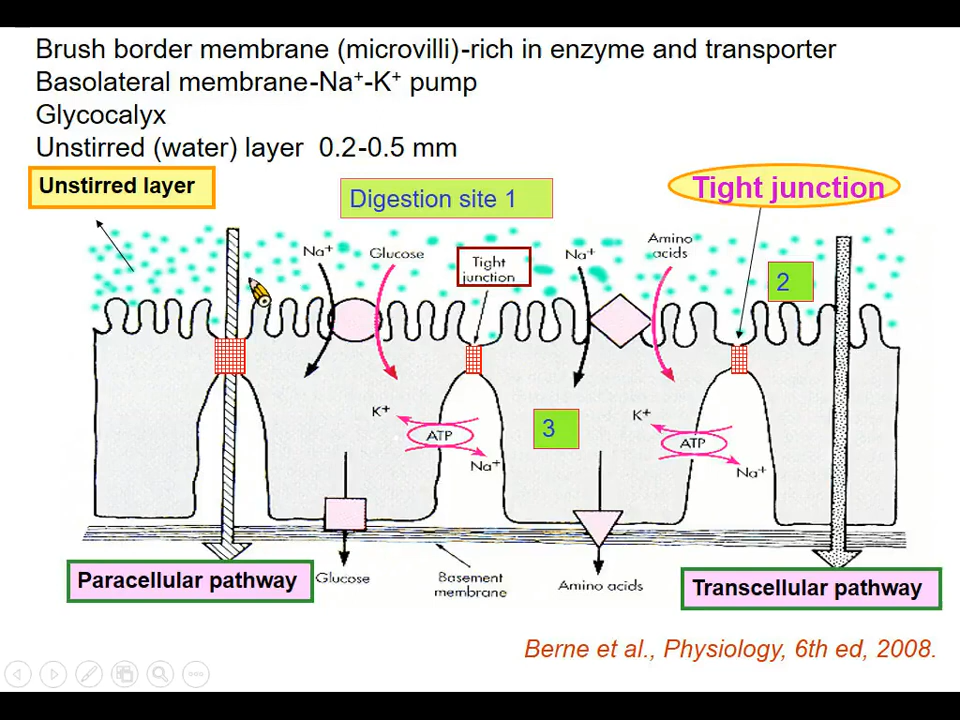 Brush border membrane (microvilli)-rich in enzyme and transporter
Basolateral membrane-Na⁺-K⁺ pump
Glycocalyx
Unstirred (water) layer 0.2-0.5 mm
Unstirred layer
Digestion site 1
Tight junction
Na⁺
Glucose
Tight
junction
Na⁺
Amino
acids
2
K⁺
ATP
Na⁺
3
K⁺
ATP
Na⁺
Paracellular pathway
Glucose
Basement
membrane
Amino acids
Transcellular pathway
Berne et al., Physiology, 6th ed, 2008.